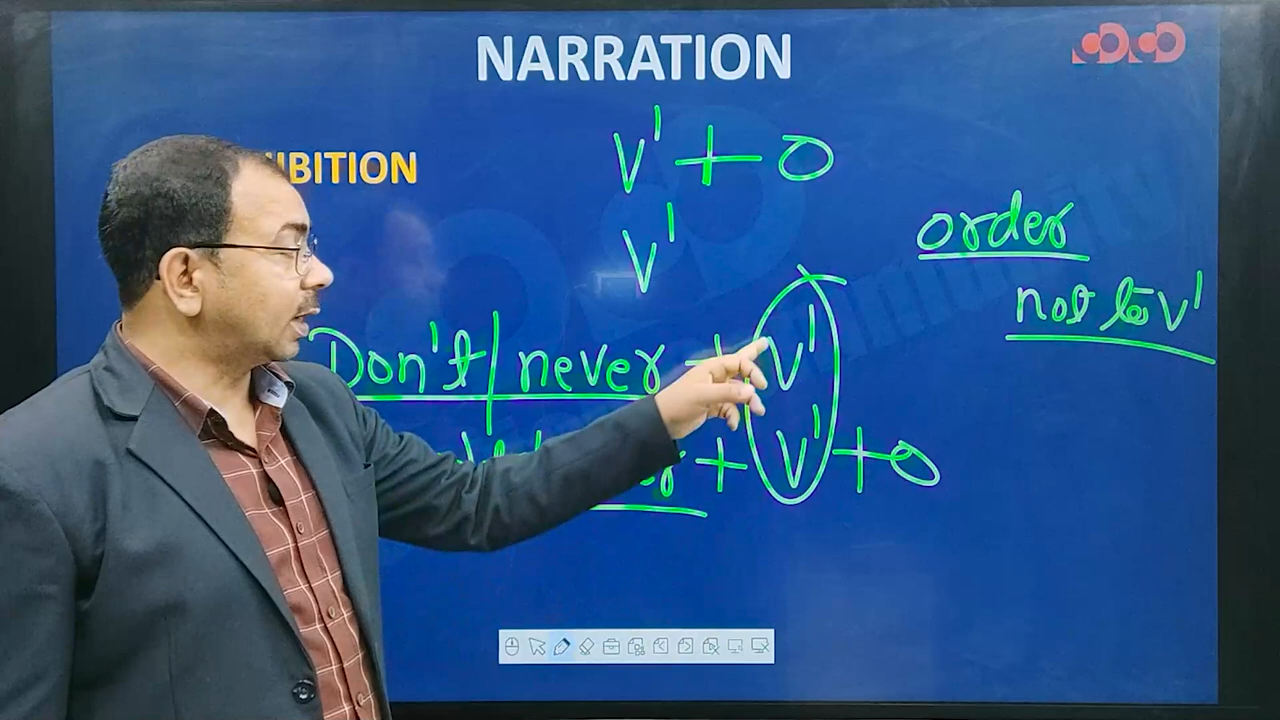 NARRATION
IBITION
V¹ + O
V¹
order
not to V¹
Don't / never + V¹
+ V¹ + O